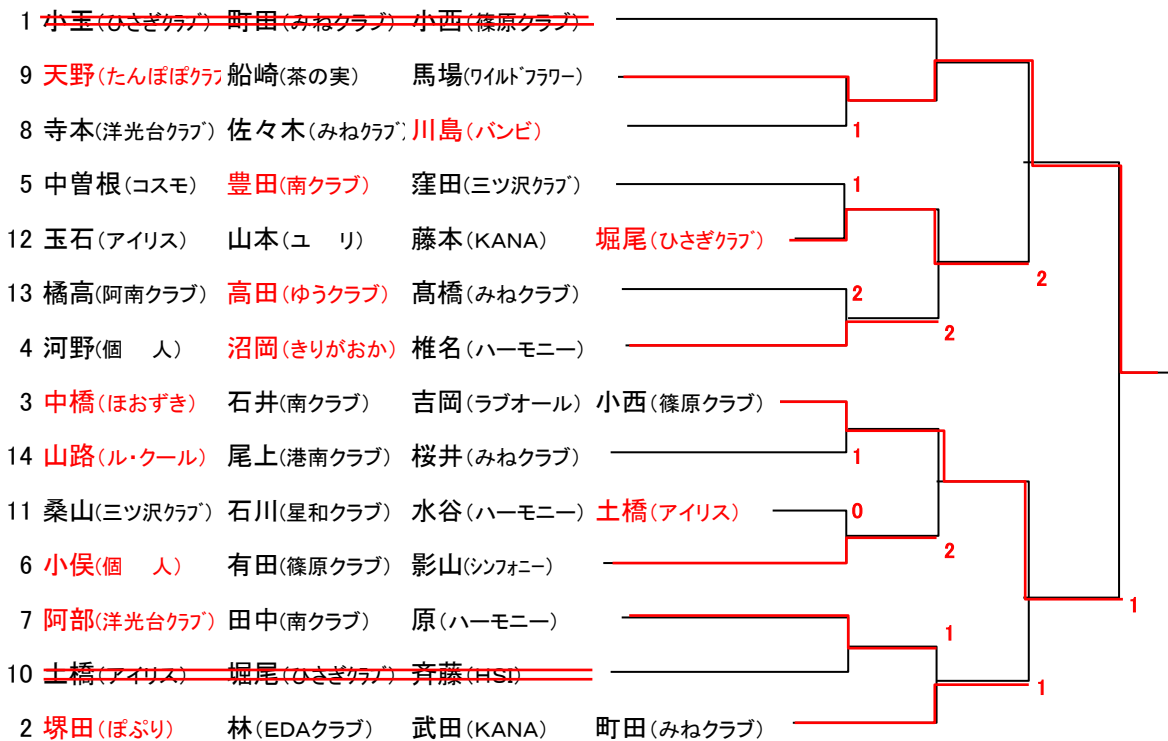 1 小玉(ひさぎクラブ) 町田(みねクラブ) 小西(篠原クラブ)
9 天野(たんぽぽクラブ 船崎(茶の実) 馬場(ワイルドフラワー)
8 寺本(洋光台クラブ) 佐々木(みねクラブ) 川島(バンビ) 1
5 中曽根(コスモ) 豊田(南クラブ) 窪田(三ツ沢クラブ) 1
12 玉石(アイリス) 山本(ユ リ) 藤本(KANA) 堀尾(ひさぎクラブ)
2
13 橘高(阿南クラブ) 高田(ゆうクラブ) 髙橋(みねクラブ) 2
2
4 河野(個 人) 沼岡(きりがおか) 椎名(ハーモニー)
3 中橋(ほおずき) 石井(南クラブ) 吉岡(ラブオール) 小西(篠原クラブ)
14 山路(ル・クール) 尾上(港南クラブ) 桜井(みねクラブ) 1
11 桑山(三ツ沢クラブ) 石川(星和クラブ) 水谷(ハーモニー) 土橋(アイリス) 0
2
6 小俣(個 人) 有田(篠原クラブ) 影山(シンフォニー)
1
7 阿部(洋光台クラブ) 田中(南クラブ) 原(ハーモニー)
1
10 土橋(アイリス) 堀尾(ひさぎクラブ) 斉藤(HSI)
1
2 堺田(ぽぷり) 林(EDAクラブ) 武田(KANA) 町田(みねクラブ)